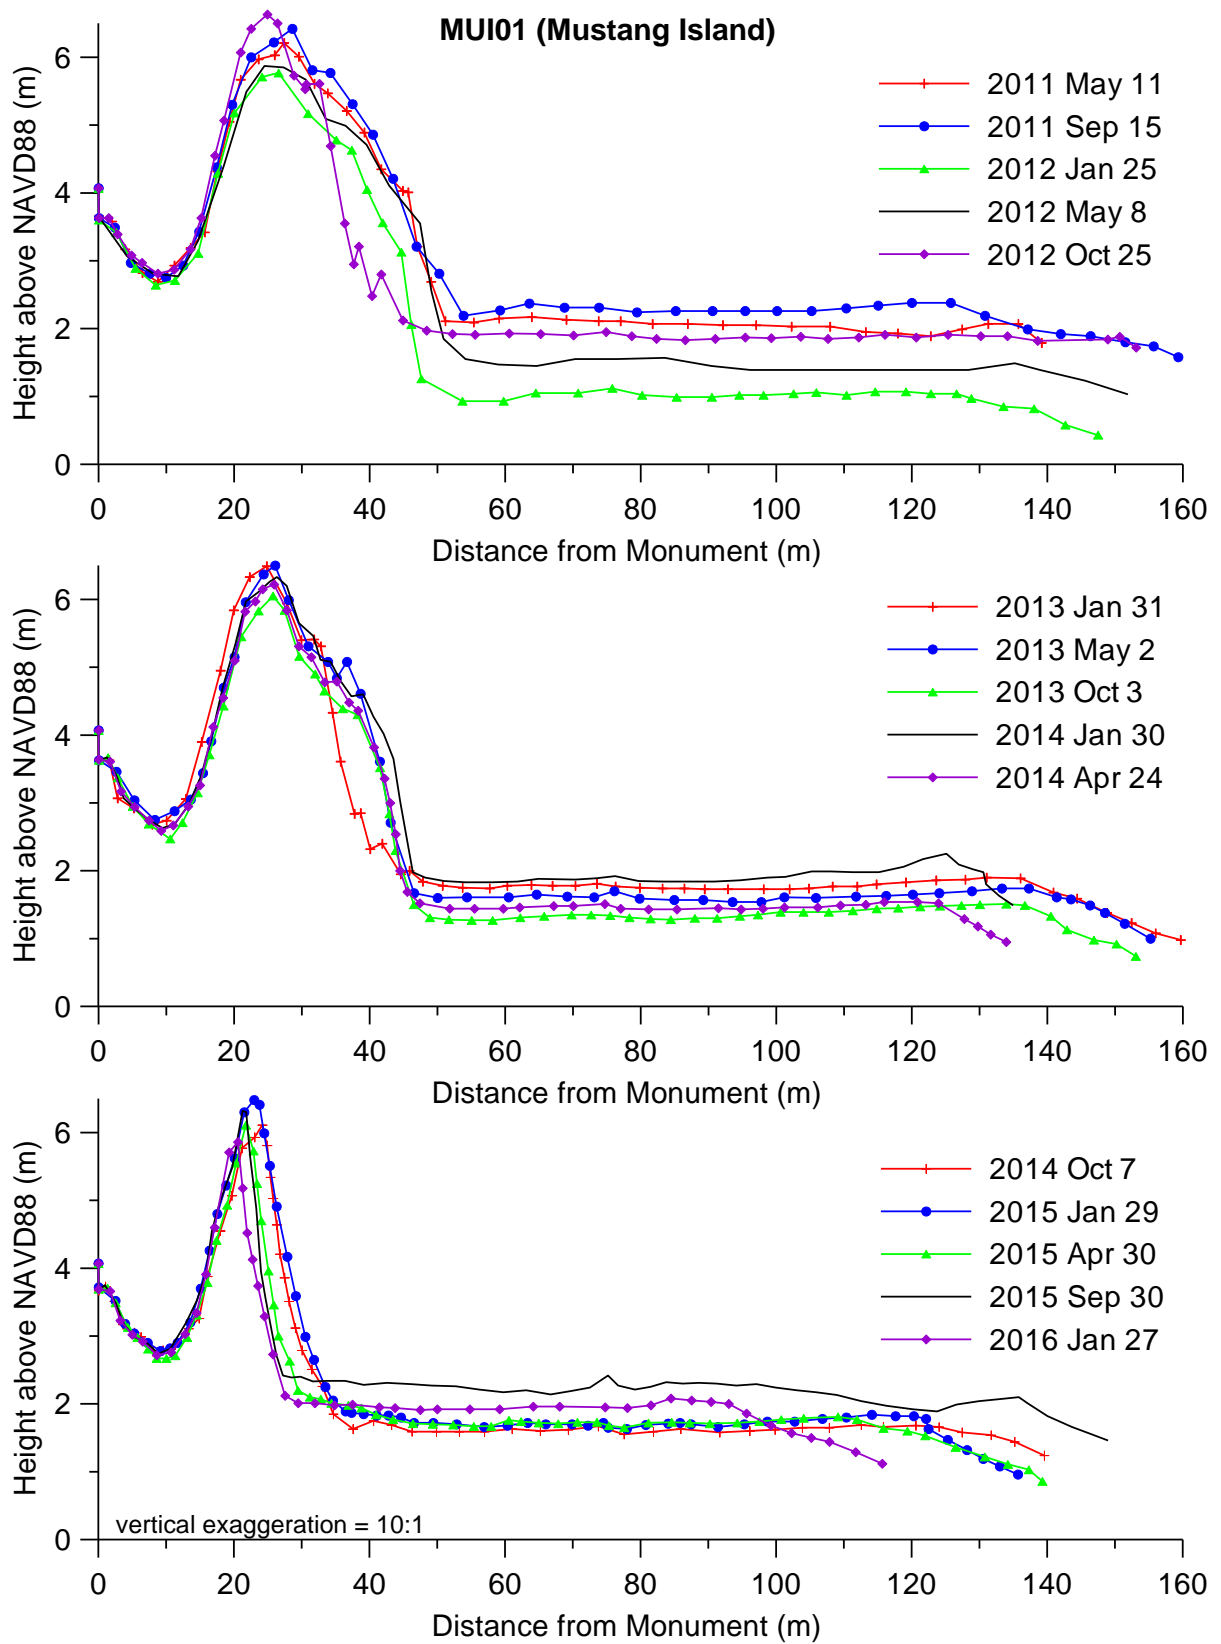 MUI01 (Mustang Island)
Height above NAVD88 (m)
6
4
2
0
2011 May 11
2011 Sep 15
2012 Jan 25
2012 May 8
2012 Oct 25
0 20 40 60 80 100 120 140 160
Distance from Monument (m)
Height above NAVD88 (m)
6
4
2
0
2013 Jan 31
2013 May 2
2013 Oct 3
2014 Jan 30
2014 Apr 24
0 20 40 60 80 100 120 140 160
Distance from Monument (m)
Height above NAVD88 (m)
6
4
2
0
2014 Oct 7
2015 Jan 29
2015 Apr 30
2015 Sep 30
2016 Jan 27
vertical exaggeration = 10:1
0 20 40 60 80 100 120 140 160
Distance from Monument (m)